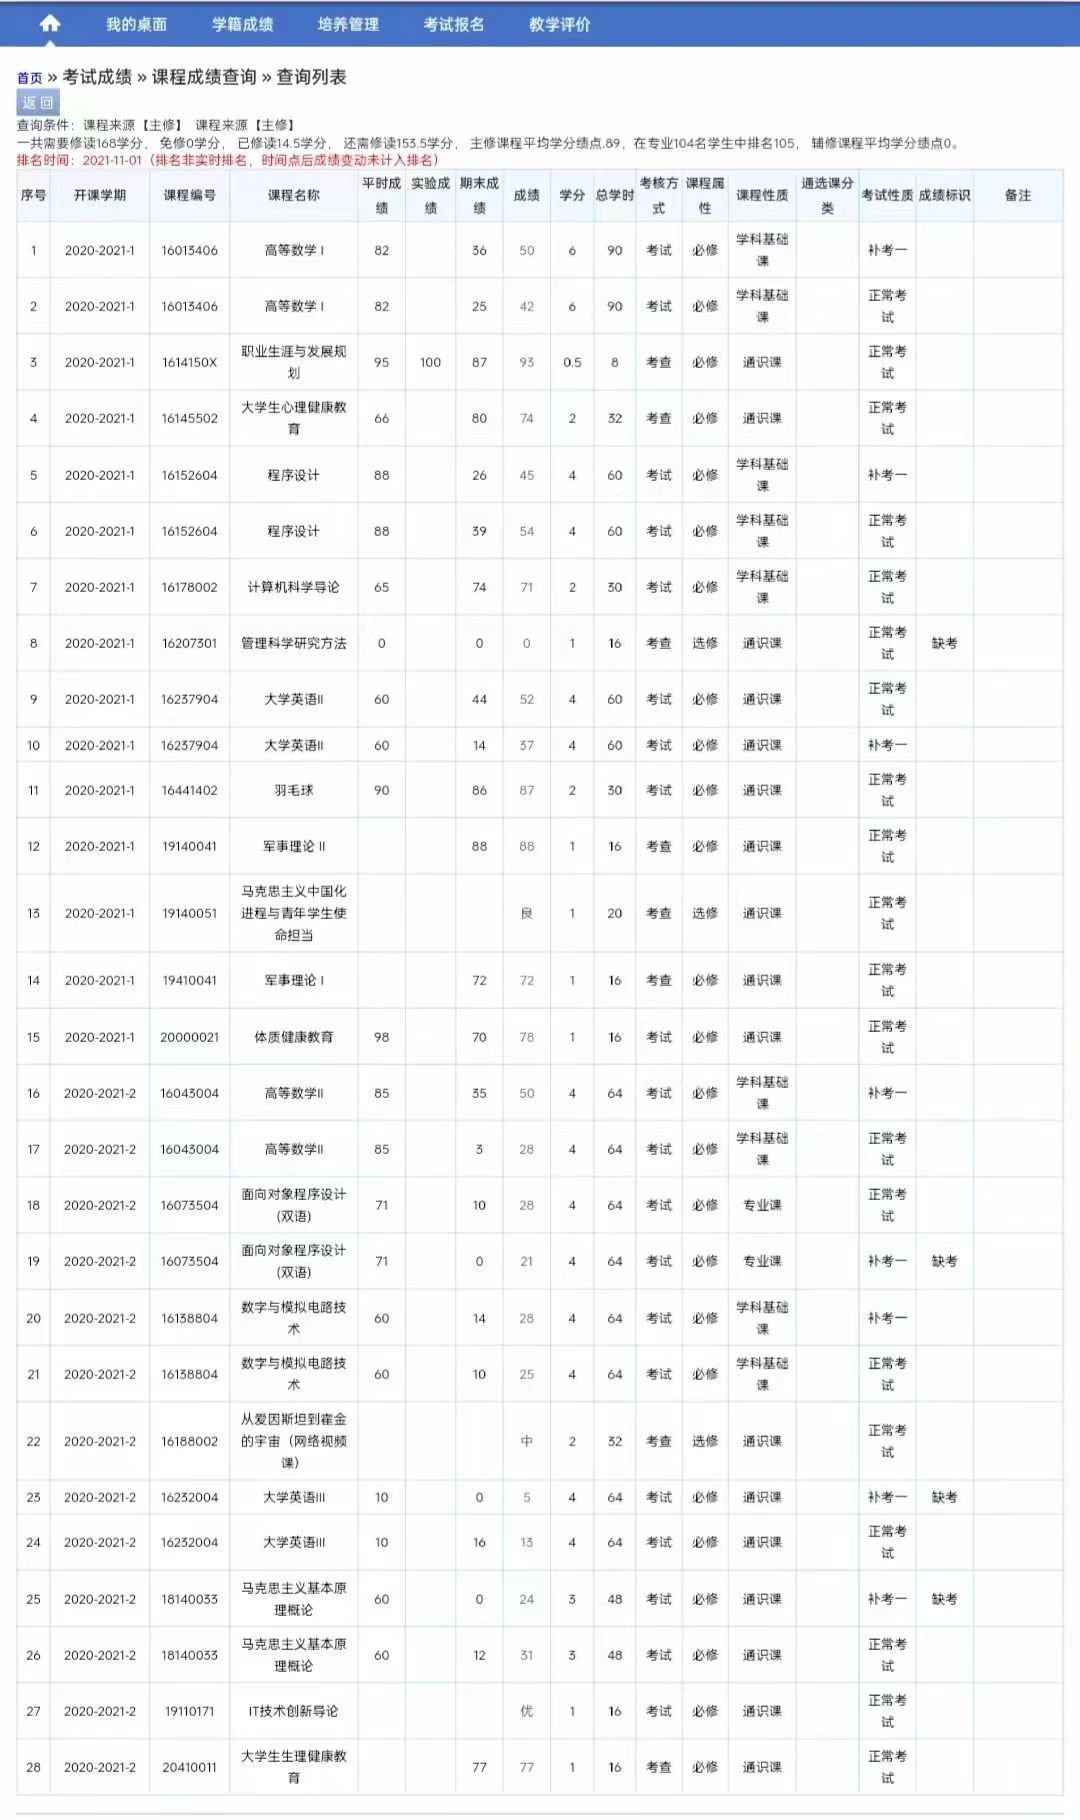 我的桌面 学籍成绩 培养管理 考试报名 教学评价
首页 » 考试成绩 » 课程成绩查询 » 查询列表
返 回
查询条件: 课程来源【主修】 课程来源【主修】
一共需要修读168学分, 免修0学分, 已修读14.5学分, 还需修读153.5学分, 主修课程平均学分绩点.89, 在专业104名学生中排名105, 辅修课程平均学分绩点0。
排名时间: 2021-11-01 (排名非实时排名, 时间点后成绩变动未计入排名)
序号 开课学期 课程编号 课程名称 平时成绩 实验成绩 期末成绩 成绩 学分 总学时 考核方式 课程属性 课程性质 通选课分类 考试性质 成绩标识 备注
1 2020-2021-1 16013406 高等数学 I 82 36 50 6 90 考试 必修 学科基础课 补考一
2 2020-2021-1 16013406 高等数学 I 82 25 42 6 90 考试 必修 学科基础课 正常考试
3 2020-2021-1 1614150X 职业生涯与发展规划 95 100 87 93 0.5 8 考查 必修 通识课 正常考试
4 2020-2021-1 16145502 大学生心理健康教育 66 80 74 2 32 考查 必修 通识课 正常考试
5 2020-2021-1 16152604 程序设计 88 26 45 4 60 考试 必修 学科基础课 补考一
6 2020-2021-1 16152604 程序设计 88 39 54 4 60 考试 必修 学科基础课 正常考试
7 2020-2021-1 16178002 计算机科学导论 65 74 71 2 30 考试 必修 学科基础课 正常考试
8 2020-2021-1 16207301 管理科学研究方法 0 0 0 1 16 考查 选修 通识课 正常考试 缺考
9 2020-2021-1 16237904 大学英语II 60 44 52 4 60 考试 必修 通识课 正常考试
10 2020-2021-1 16237904 大学英语II 60 14 37 4 60 考试 必修 通识课 补考一
11 2020-2021-1 16441402 羽毛球 90 86 87 2 30 考试 必修 通识课 正常考试
12 2020-2021-1 19140041 军事理论 II 88 88 1 16 考查 必修 通识课 正常考试
13 2020-2021-1 19140051 马克思主义中国化进程与青年学生使命担当 良 1 20 考查 选修 通识课 正常考试
14 2020-2021-1 19410041 军事理论 I 72 72 1 16 考查 必修 通识课 正常考试
15 2020-2021-1 20000021 体质健康教育 98 70 78 1 16 考试 必修 通识课 正常考试
16 2020-2021-2 16043004 高等数学II 85 35 50 4 64 考试 必修 学科基础课 补考一
17 2020-2021-2 16043004 高等数学II 85 3 28 4 64 考试 必修 学科基础课 正常考试
18 2020-2021-2 16073504 面向对象程序设计(双语) 71 10 28 4 64 考试 必修 专业课 正常考试
19 2020-2021-2 16073504 面向对象程序设计(双语) 71 0 21 4 64 考试 必修 专业课 补考一 缺考
20 2020-2021-2 16138804 数字与模拟电路技术 60 14 28 4 64 考试 必修 学科基础课 补考一
21 2020-2021-2 16138804 数字与模拟电路技术 60 10 25 4 64 考试 必修 学科基础课 正常考试
22 2020-2021-2 16188002 从爱因斯坦到霍金的宇宙（网络视频课） 中 2 32 考查 选修 通识课 正常考试
23 2020-2021-2 16232004 大学英语III 10 0 5 4 64 考试 必修 通识课 补考一 缺考
24 2020-2021-2 16232004 大学英语III 10 16 13 4 64 考试 必修 通识课 正常考试
25 2020-2021-2 18140033 马克思主义基本原理概论 60 0 24 3 48 考试 必修 通识课 补考一 缺考
26 2020-2021-2 18140033 马克思主义基本原理概论 60 12 31 3 48 考试 必修 通识课 正常考试
27 2020-2021-2 19110171 IT技术创新导论 优 1 16 考试 必修 通识课 正常考试
28 2020-2021-2 20410011 大学生生理健康教育 77 77 1 16 考查 必修 通识课 正常考试